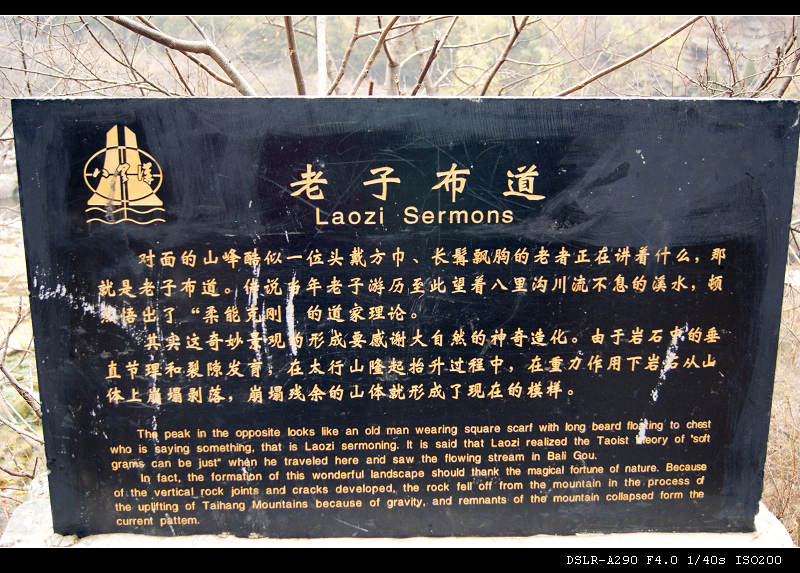 八里溝
老子布道
Laozi Sermons
对面的山峰酷似一位头戴方巾、长鬍飘胸的老者正在讲着什么，那
就是老子布道。传说当年老子游历至此望着八里沟川流不息的溪水，顿
然悟出了“柔能克刚”的道家理论。
其实这奇妙景观的形成要感谢大自然的神奇造化。由于岩石中的垂
直节理和裂隙发育，在太行山隆起抬升过程中，在重力作用下岩石从山
体上崩塌剥落，崩塌残余的山体就形成了现在的模样。
The peak in the opposite looks like an old man wearing square scarf with long beard floating to chest
who is saying something, that is Laozi sermoning. It is said that Laozi realized the Taoist theory of "soft
grams can be just" when he traveled here and saw the flowing stream in Bali Gou.
In fact, the formation of this wonderful landscape should thank the magical fortune of nature. Because
of the vertical rock joints and cracks developed, the rock fell off from the mountain in the process of
the uplifting of Taihang Mountains because of gravity, and remnants of the mountain collapsed form the
current pattern.
DSLR-A290 F4.0 1/40s ISO200